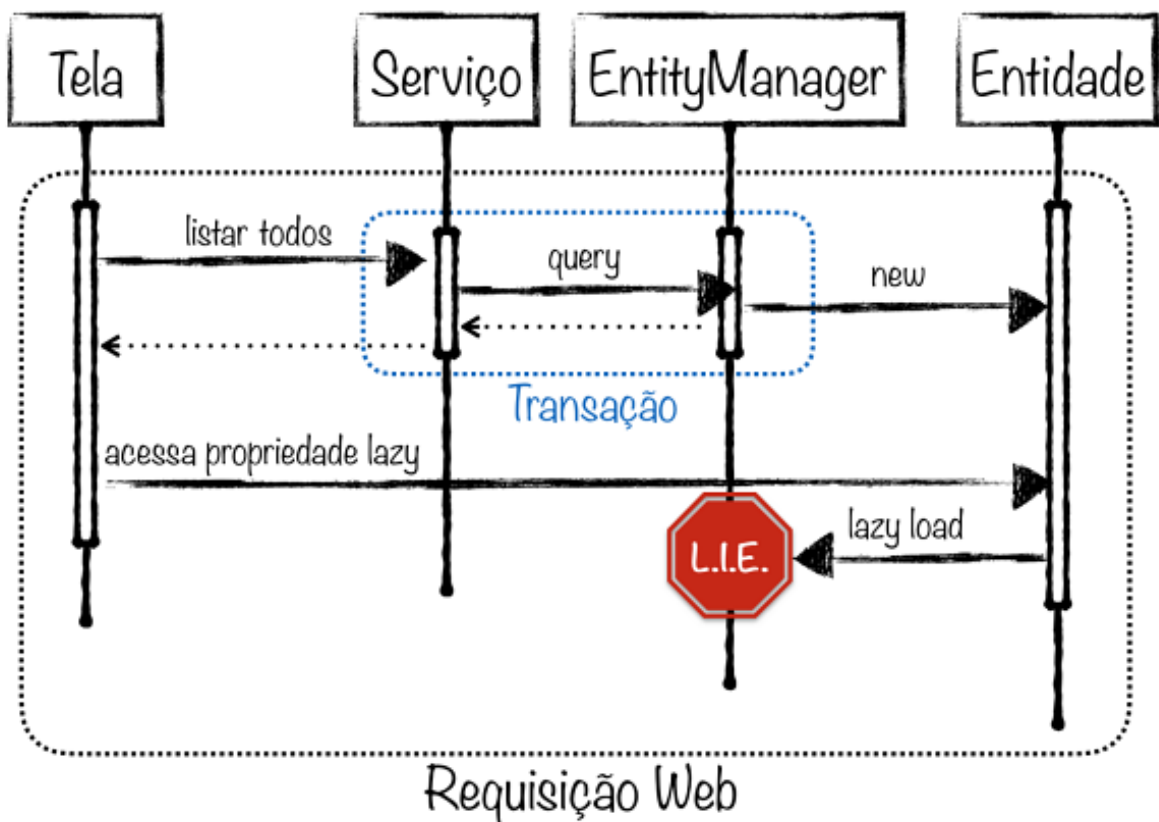 Tela
Serviço
EntityManager
Entidade
listar todos
query
new
Transação
acessa propriedade lazy
lazy load
L.I.E.
Requisição Web